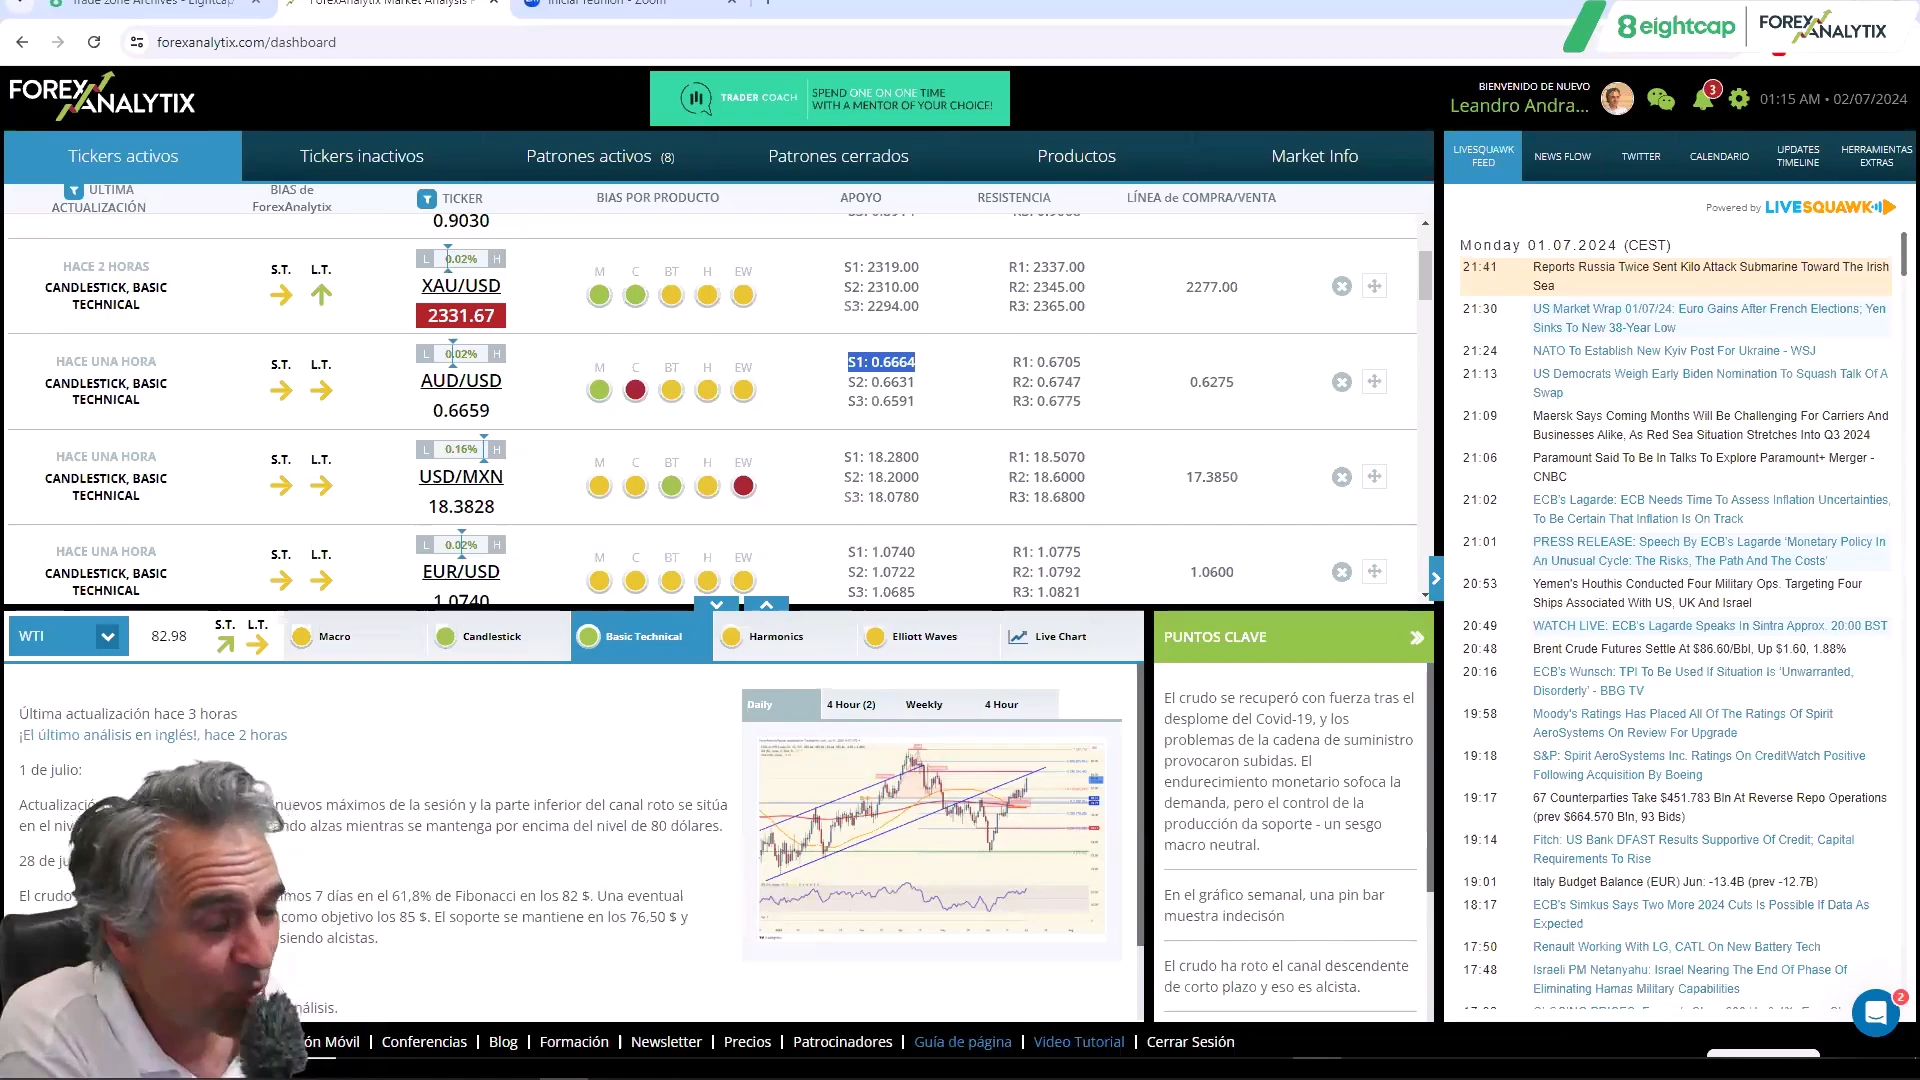 ForexAnalytix Market Analysis
forexanalytix.com/dashboard
8eightcap
FOREXANALYTIX
FOREXANALYTIX
TRADER COACH
SPEND ONE ON ONE TIME
WITH A MENTOR OF YOUR CHOICE!
BIENVENIDO DE NUEVO
Leandro Andra...
3
01:15 AM • 02/07/2024
Tickers activos
Tickers inactivos
Patrones activos (8)
Patrones cerrados
Productos
Market Info
ÚLTIMA
ACTUALIZACIÓN
BIAS de
ForexAnalytix
TICKER
BIAS POR PRODUCTO
APOYO
RESISTENCIA
LÍNEA de COMPRA/VENTA
0.9030
HACE 2 HORAS
CANDLESTICK, BASIC
TECHNICAL
S.T. L.T.
L 0.02% H
XAU/USD
2331.67
M C BT H EW
S1: 2319.00
S2: 2310.00
S3: 2294.00
R1: 2337.00
R2: 2345.00
R3: 2365.00
2277.00
HACE UNA HORA
CANDLESTICK, BASIC
TECHNICAL
S.T. L.T.
L 0.02% H
AUD/USD
0.6659
M C BT H EW
S1: 0.6664
S2: 0.6631
S3: 0.6591
R1: 0.6705
R2: 0.6747
R3: 0.6775
0.6275
HACE UNA HORA
CANDLESTICK, BASIC
TECHNICAL
S.T. L.T.
L 0.16% H
USD/MXN
18.3828
M C BT H EW
S1: 18.2800
S2: 18.2000
S3: 18.0780
R1: 18.5070
R2: 18.6000
R3: 18.6800
17.3850
HACE UNA HORA
CANDLESTICK, BASIC
TECHNICAL
S.T. L.T.
L 0.02% H
EUR/USD
1.0740
M C BT H EW
S1: 1.0740
S2: 1.0722
S3: 1.0685
R1: 1.0775
R2: 1.0792
R3: 1.0821
1.0600
WTI
82.98
S.T. L.T.
Macro
Candlestick
Basic Technical
Harmonics
Elliott Waves
Live Chart
Última actualización hace 3 horas
¡El último análisis en inglés!, hace 2 horas
1 de julio:
nuevos máximos de la sesión y la parte inferior del canal roto se sitúa
alzas mientras se mantenga por encima del nivel de 80 dólares.
28 de
El crudo
7 días en el 61,8% de Fibonacci en los 82 $. Una eventual
como objetivo los 85 $. El soporte se mantiene en los 76,50 $ y
siendo alcistas.
Daily
4 Hour (2)
Weekly
4 Hour
PUNTOS CLAVE
El crudo se recuperó con fuerza tras el
desplome del Covid-19, y los
problemas de la cadena de suministro
provocaron subidas. El
endurecimiento monetario sofoca la
demanda, pero el control de la
producción da soporte - un sesgo
macro neutral.
En el gráfico semanal, una pin bar
muestra indecisón
El crudo ha roto el canal descendente
de corto plazo y eso es alcista.
Móvil | Conferencias | Blog | Formación | Newsletter | Precios | Patrocinadores | Guía de página | Video Tutorial | Cerrar Sesión
LIVESQUAWK
FEED
NEWS FLOW
TWITTER
CALENDARIO
UPDATES
TIMELINE
HERRAMIENTAS
EXTRAS
Powered by LIVESQUAWK
Monday 01.07.2024 (CEST)
21:41 Reports Russia Twice Sent Kilo Attack Submarine Toward The Irish
Sea
21:30 US Market Wrap 01/07/24: Euro Gains After French Elections; Yen
Sinks To New 38-Year Low
21:24 NATO To Establish New Kyiv Post For Ukraine - WSJ
21:13 US Democrats Weigh Early Biden Nomination To Squash Talk Of A
Swap
21:09 Maersk Says Coming Months Will Be Challenging For Carriers And
Businesses Alike, As Red Sea Situation Stretches Into Q3 2024
21:06 Paramount Said To Be In Talks To Explore Paramount+ Merger -
CNBC
21:02 ECB's Lagarde: ECB Needs Time To Assess Inflation Uncertainties,
To Be Certain That Inflation Is On Track
21:01 PRESS RELEASE: Speech By ECB's Lagarde 'Monetary Policy In
An Unusual Cycle: The Risks, The Path And The Costs'
20:53 Yemen's Houthis Conducted Four Military Ops. Targeting Four
Ships Associated With US, UK And Israel
20:49 WATCH LIVE: ECB's Lagarde Speaks In Sintra Approx. 20:00 BST
20:48 Brent Crude Futures Settle At $86.60/Bbl, Up $1.60, 1.88%
20:16 ECB's Wunsch: TPI To Be Used If Situation Is 'Unwarranted,
Disorderly' - BBG TV
19:58 Moody's Ratings Has Placed All Of The Ratings Of Spirit
AeroSystems On Review For Upgrade
19:18 S&P: Spirit AeroSystems Inc. Ratings On CreditWatch Positive
Following Acquisition By Boeing
19:17 67 Counterparties Take $451.783 Bln At Reverse Repo Operations
(prev $664.570 Bln, 93 Bids)
19:14 Fitch: US Bank DFAST Results Supportive Of Credit; Capital
Requirements To Rise
19:01 Italy Budget Balance (EUR) Jun: -13.4B (prev -12.7B)
18:17 ECB's Simkus Says Two More 2024 Cuts Is Possible If Data As
Expected
17:50 Renault Working With LG, CATL On New Battery Tech
17:48 Israeli PM Netanyahu: Israel Nearing The End Of Phase Of
Eliminating Hamas Military Capabilities
2